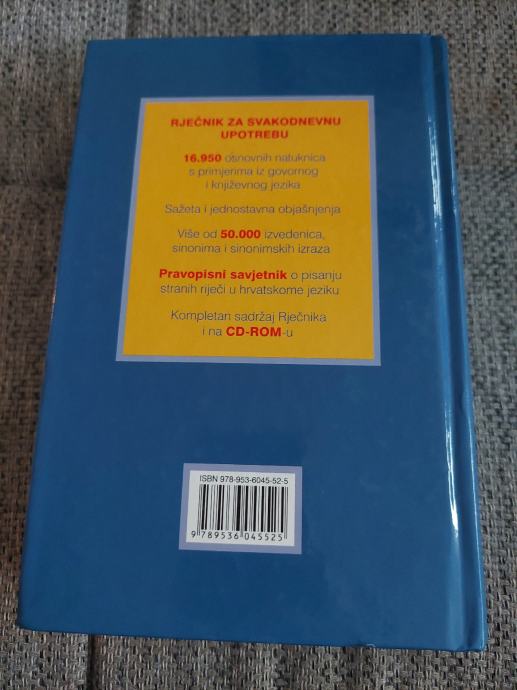 RJEČNIK ZA SVAKODNEVNU
UPOTREBU
16.950 osnovnih natuknica
s primjerima iz govornog
i književnog jezika
Sažeta i jednostavna objašnjenja
Više od 50.000 izvedenica,
sinonima i sinonimskih izraza
Pravopisni savjetnik o pisanju
stranih riječi u hrvatskome jeziku
Kompletan sadržaj Rječnika
i na CD-ROM-u
ISBN 978-953-6045-52-5
9 789536 045525